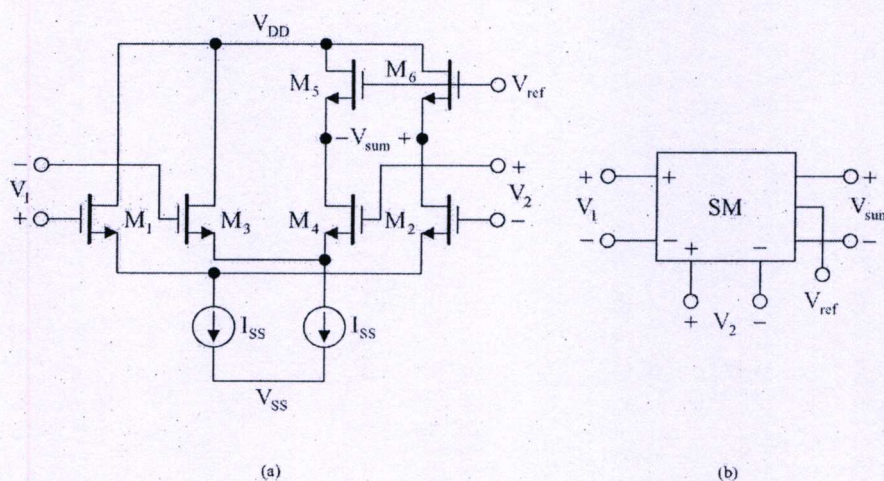 V_DD
M_5
M_6
V_ref
− V_sum +
−
V_1
+
M_1
M_3
M_4
M_2
+
V_2
−
I_SS
I_SS
V_SS
(a)
+
V_1
−
+
−
SM
+
−
+
V_2
−
+
V_sum
−
V_ref
(b)